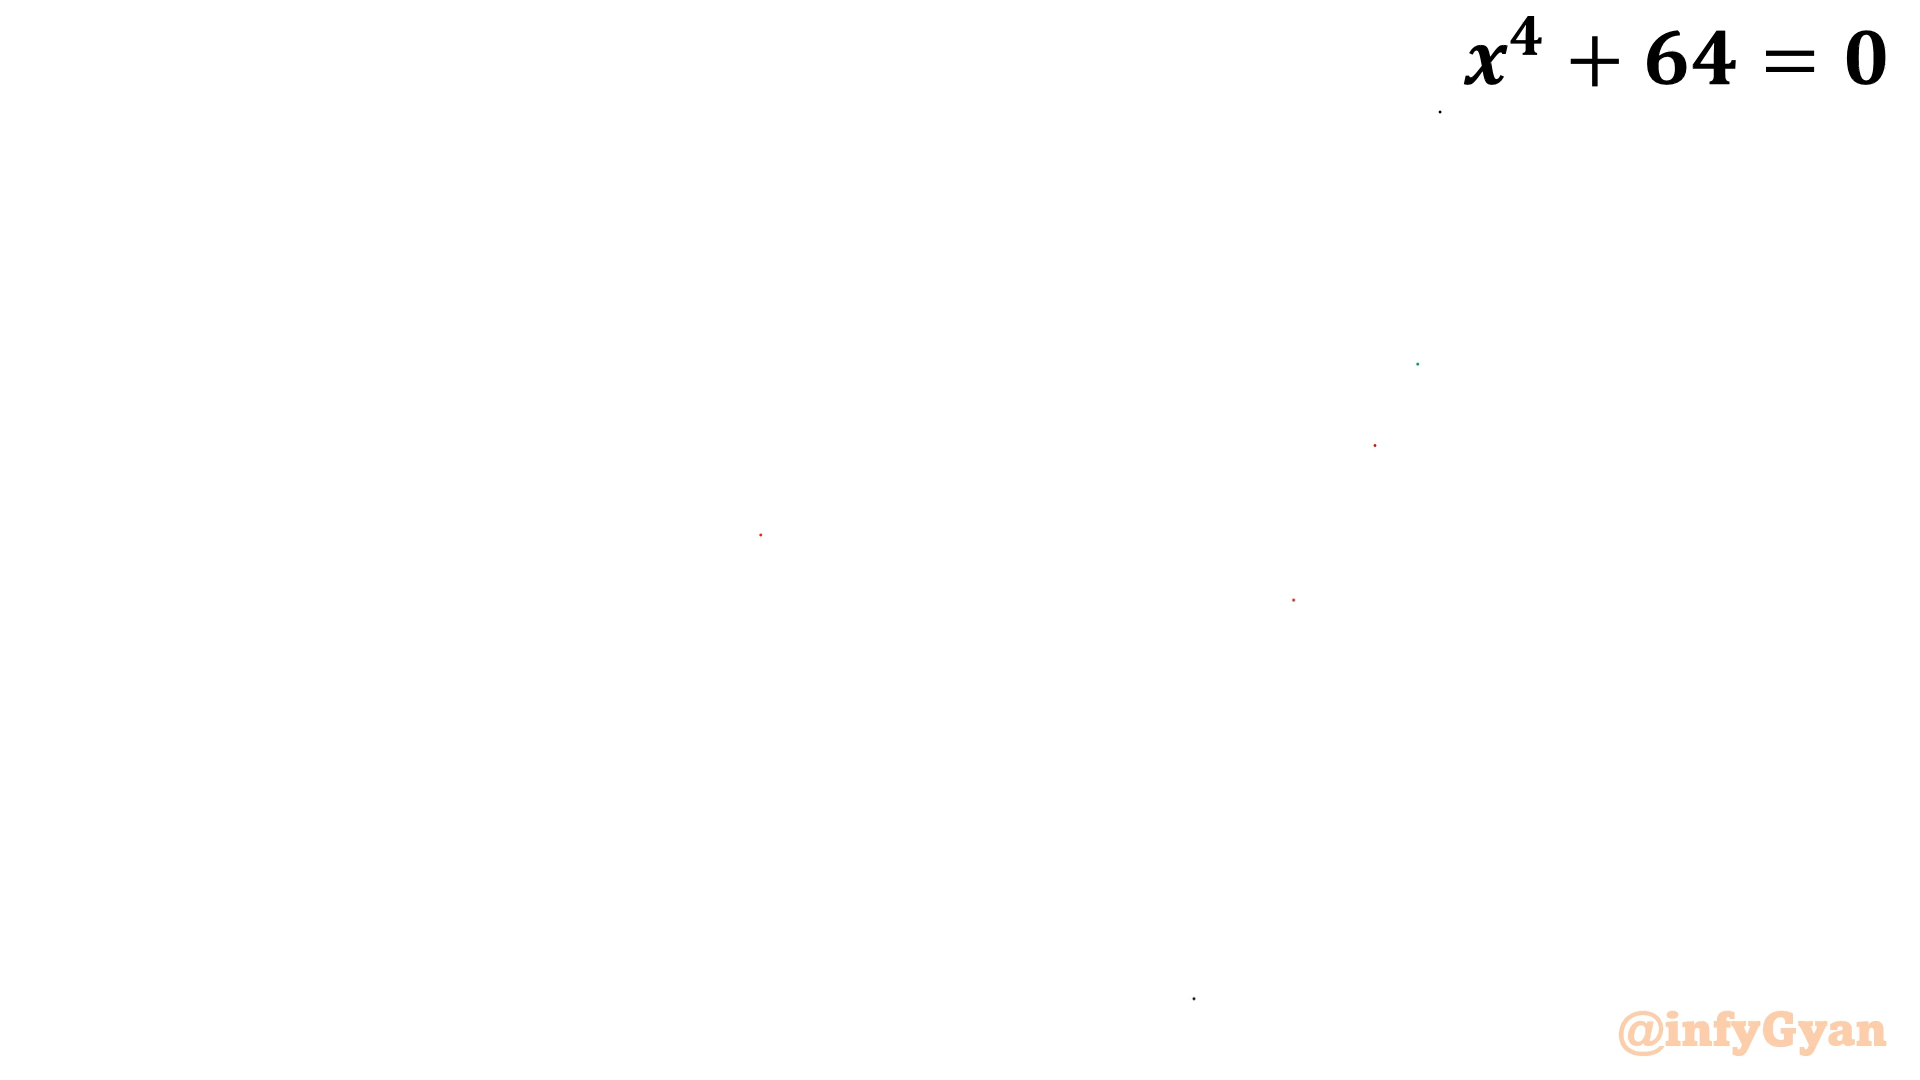 x⁴ + 64 = 0
@infyGyan